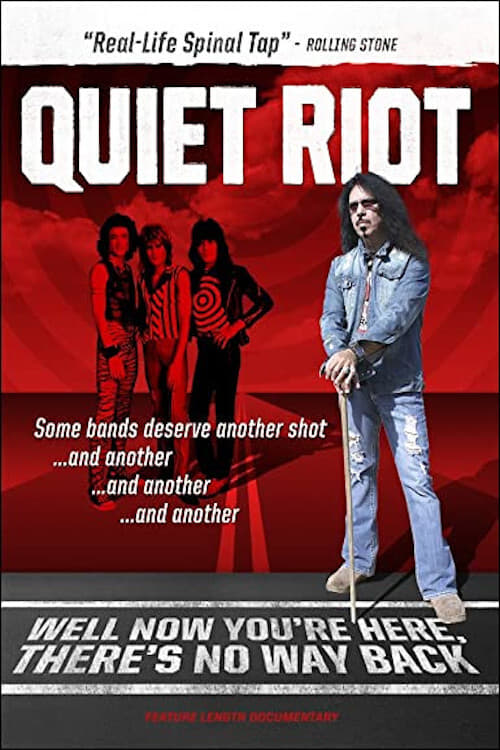 “Real-Life Spinal Tap” - ROLLING STONE
QUIET RIOT
Some bands deserve another shot
...and another
...and another
...and another
WELL NOW YOU'RE HERE,
THERE'S NO WAY BACK
FEATURE LENGTH DOCUMENTARY